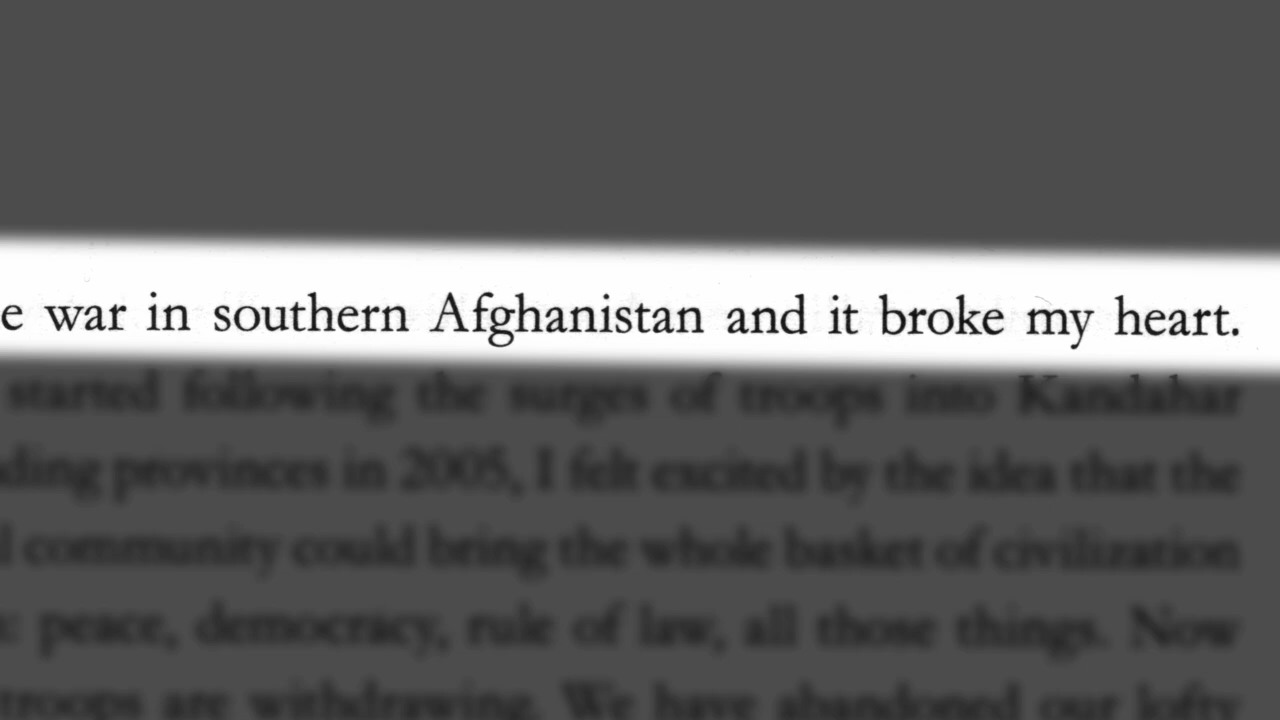 e war in southern Afghanistan and it broke my heart.
started following the surges of troops into Kandahar
ding provinces in 2005, I felt excited by the idea that the
l community could bring the whole basket of civilization
: peace, democracy, rule of law, all those things. Now
troops are withdrawing. We have abandoned our lofty